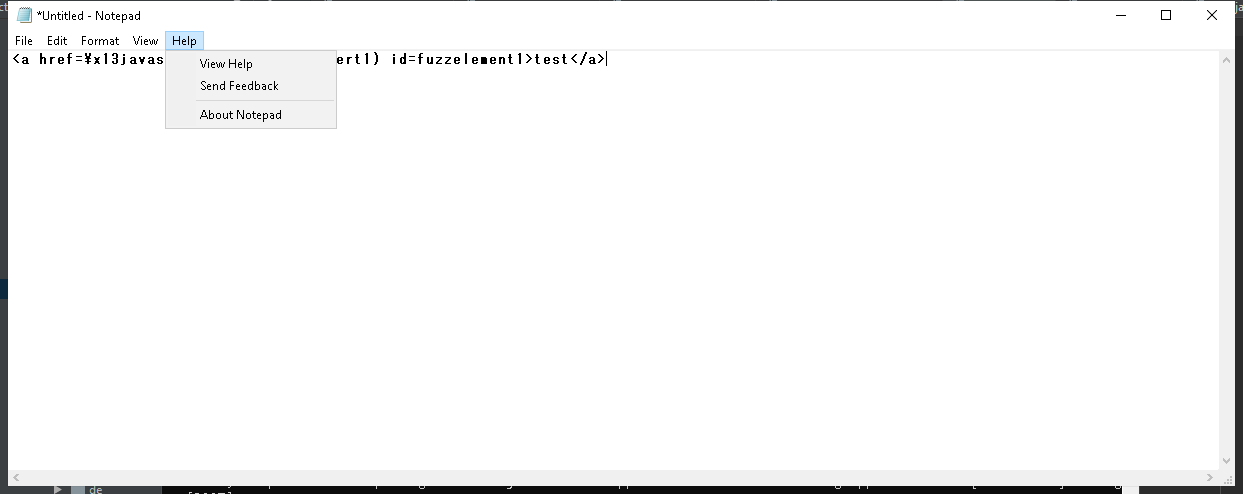 *Untitled - Notepad
File Edit Format View Help
<a href=¥x13javas ert1) id=fuzzelement1>test</a>
View Help
Send Feedback
About Notepad
de